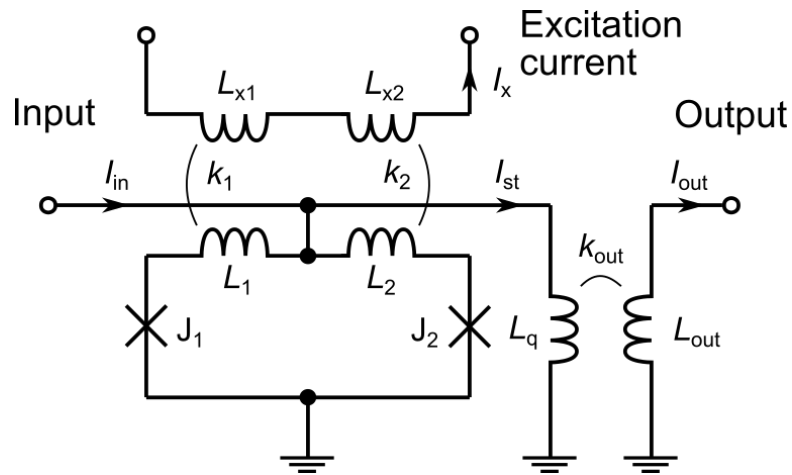 Excitation
current
Lx1
Lx2
Ix
Input
Output
Iin
k1
k2
Ist
Iout
kout
L1
L2
J1
J2
Lq
Lout